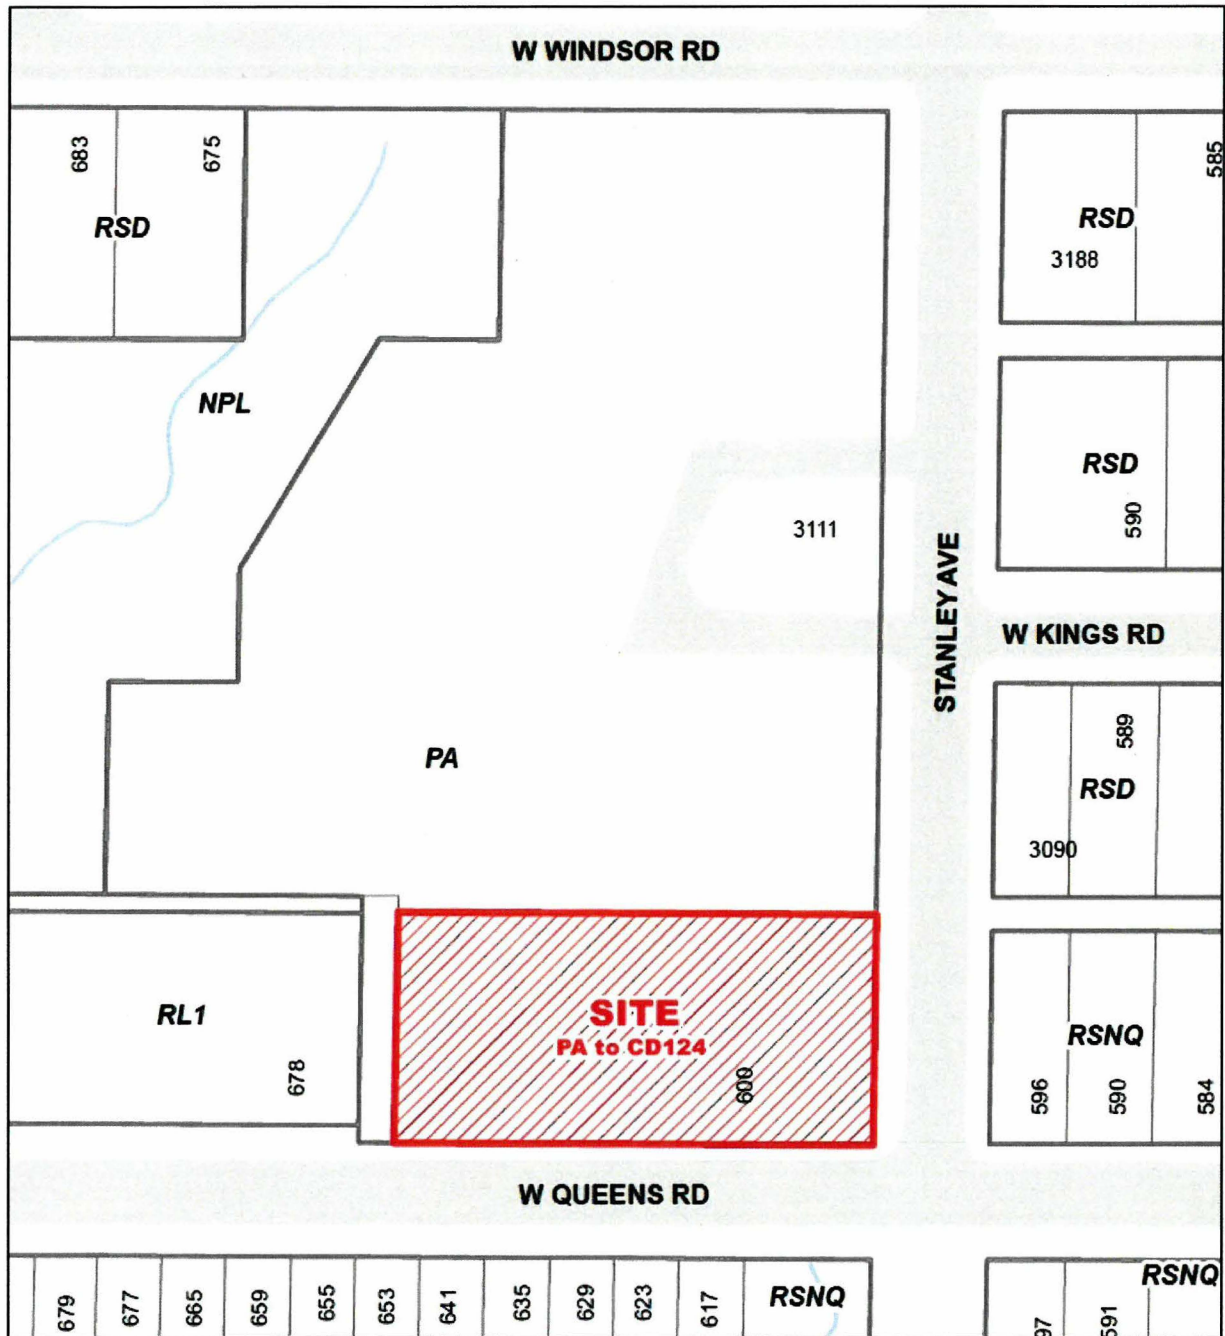 W WINDSOR RD
683
675
585
RSD
RSD
3188
NPL
RSD
590
3111
STANLEY AVE
W KINGS RD
589
PA
RSD
3090
SITE
PA to CD124
RL1
678
600
RSNQ
596
590
584
W QUEENS RD
679
677
665
659
655
653
641
635
629
623
617
RSNQ
RSNQ
97
591